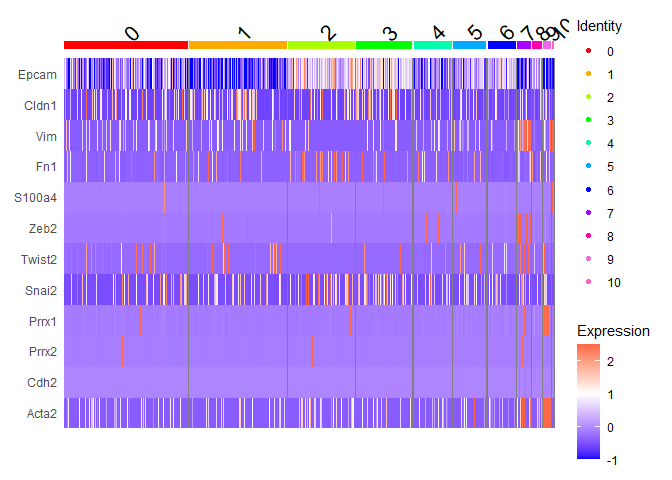 0 1 2 3 4 5 6 7 8 9 10
Identity
0
1
2
3
4
5
6
7
8
9
10
Epcam
Cldn1
Vim
Fn1
S100a4
Zeb2
Twist2
Snai2
Prrx1
Prrx2
Cdh2
Acta2
Expression
2
1
0
-1